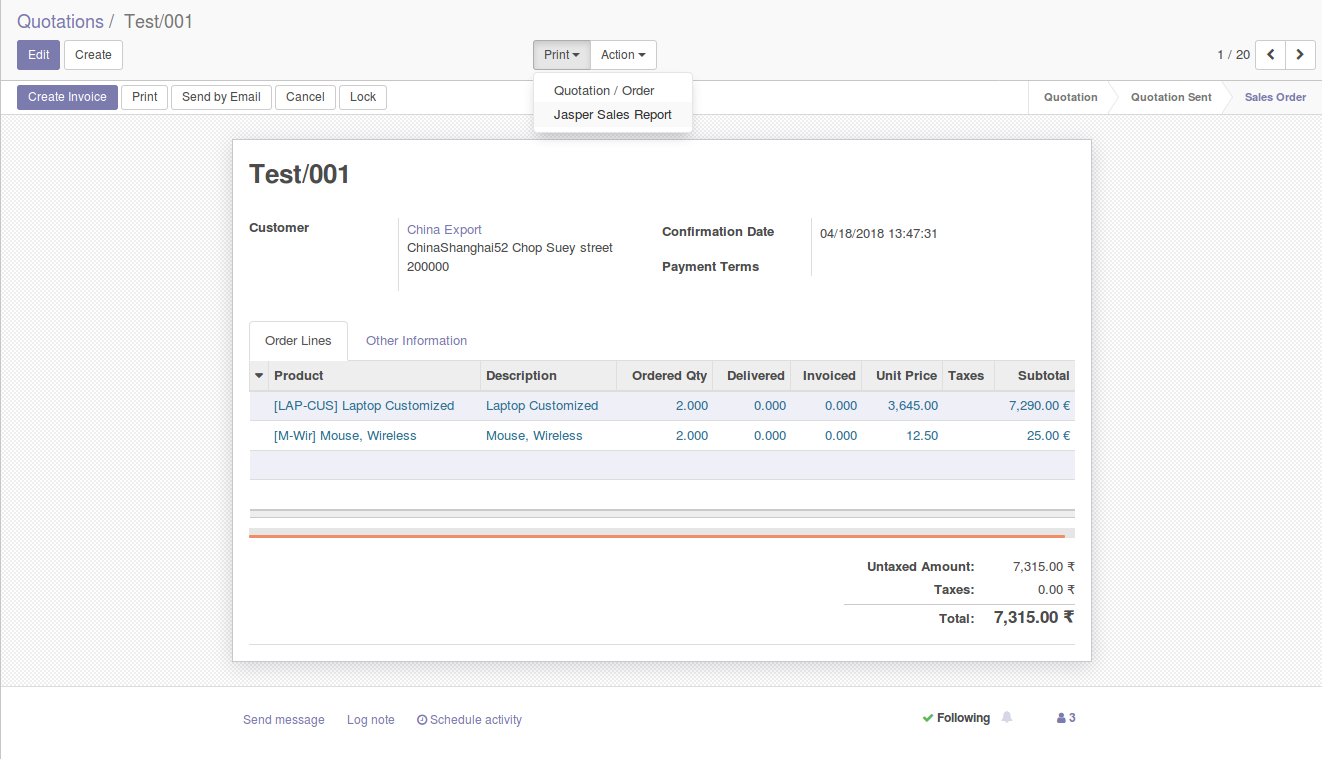 Quotations / Test/001
Edit Create Print Action 1 / 20
Create Invoice Print Send by Email Cancel Lock Quotation / Order Quotation Quotation Sent Sales Order
Jasper Sales Report
Test/001
Customer China Export Confirmation Date 04/18/2018 13:47:31
ChinaShanghai52 Chop Suey street
200000 Payment Terms
Order Lines Other Information
Product Description Ordered Qty Delivered Invoiced Unit Price Taxes Subtotal
[LAP-CUS] Laptop Customized Laptop Customized 2.000 0.000 0.000 3,645.00 7,290.00 €
[M-Wir] Mouse, Wireless Mouse, Wireless 2.000 0.000 0.000 12.50 25.00 €
Untaxed Amount: 7,315.00 ₹
Taxes: 0.00 ₹
Total: 7,315.00 ₹
Send message Log note Schedule activity Following 3